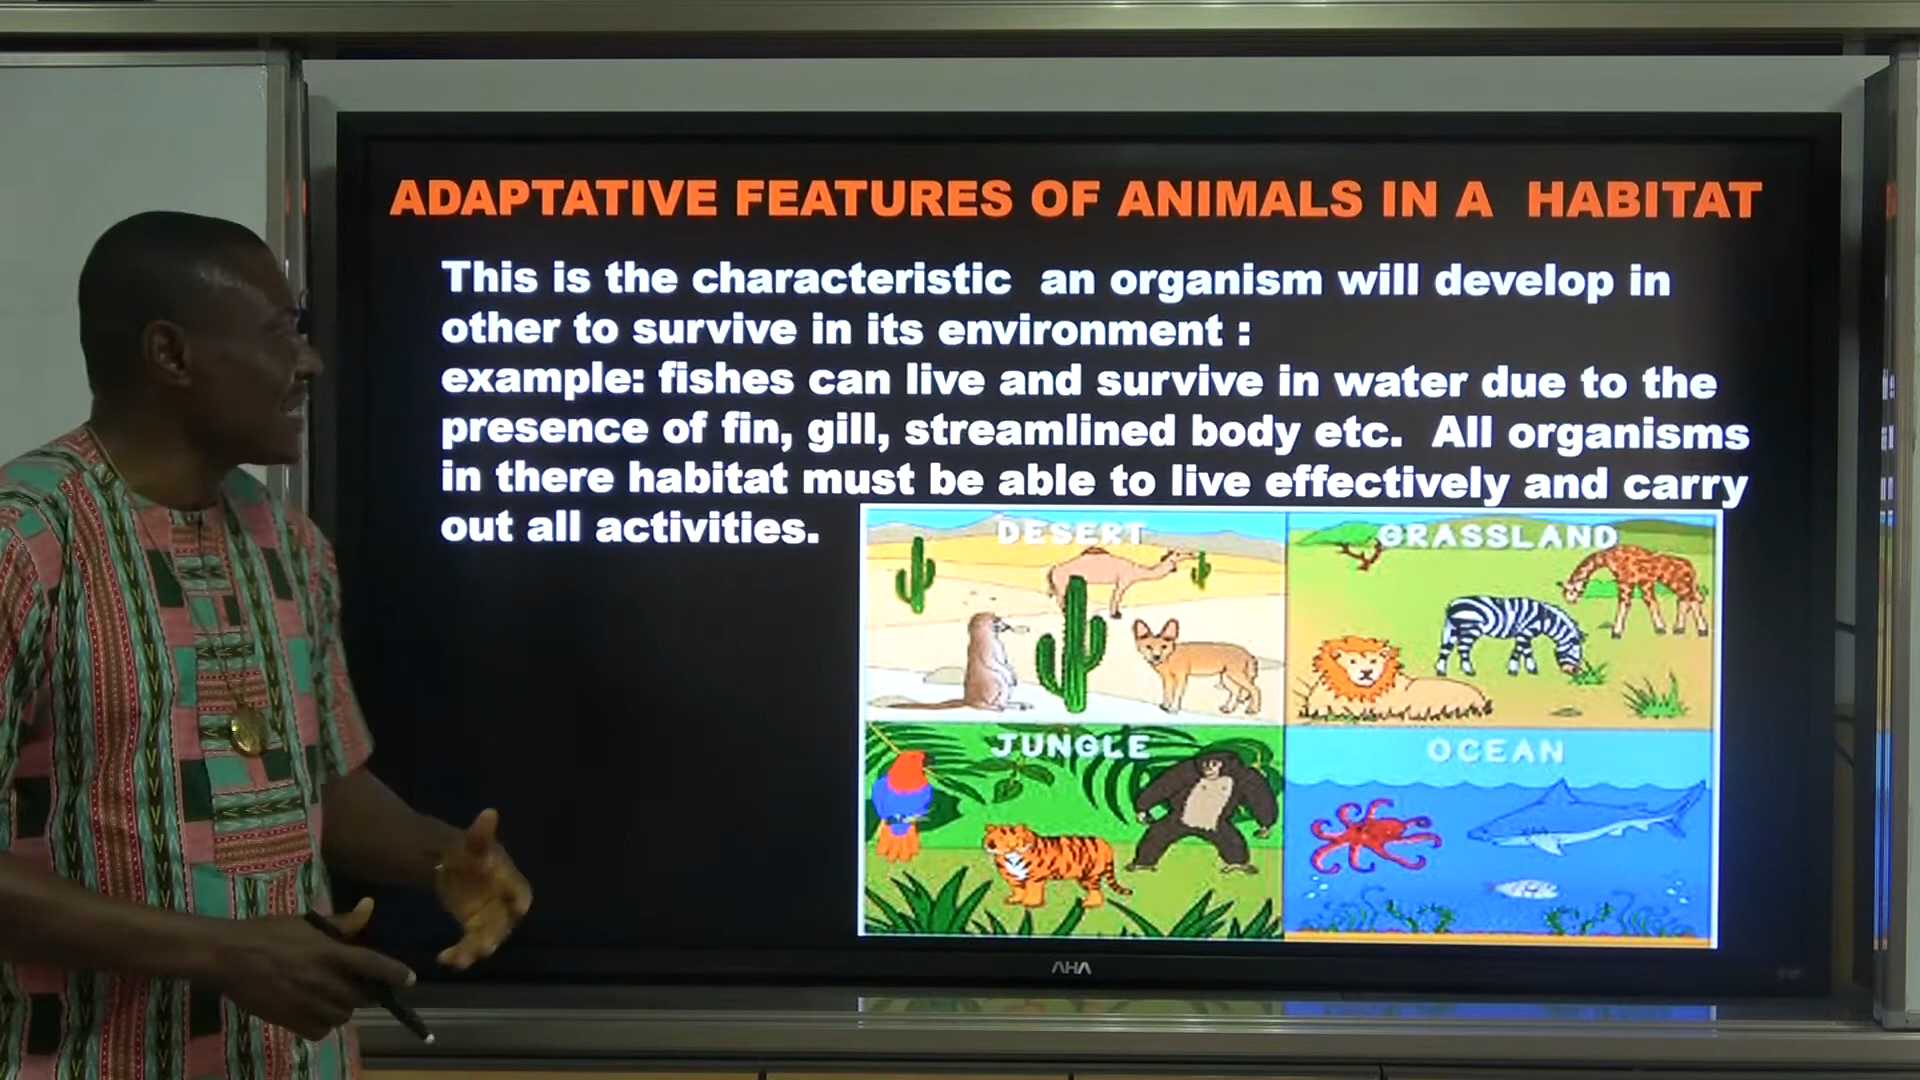 ADAPTATIVE FEATURES OF ANIMALS IN A HABITAT
This is the characteristic an organism will develop in
other to survive in its environment :
example: fishes can live and survive in water due to the
presence of fin, gill, streamlined body etc. All organisms
in there habitat must be able to live effectively and carry
out all activities.
DESERT
GRASSLAND
JUNGLE
OCEAN
AHA